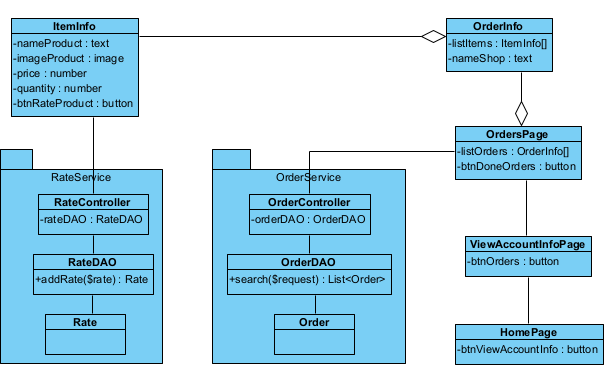 ItemInfo
-nameProduct : text
-imageProduct : image
-price : number
-quantity : number
-btnRateProduct : button
OrderInfo
-listItems : ItemInfo[]
-nameShop : text
OrdersPage
-listOrders : OrderInfo[]
-btnDoneOrders : button
RateService
RateController
-rateDAO : RateDAO
RateDAO
+addRate($rate) : Rate
Rate
OrderService
OrderController
-orderDAO : OrderDAO
OrderDAO
+search($request) : List<Order>
Order
ViewAccountInfoPage
-btnOrders : button
HomePage
-btnViewAccountInfo : button